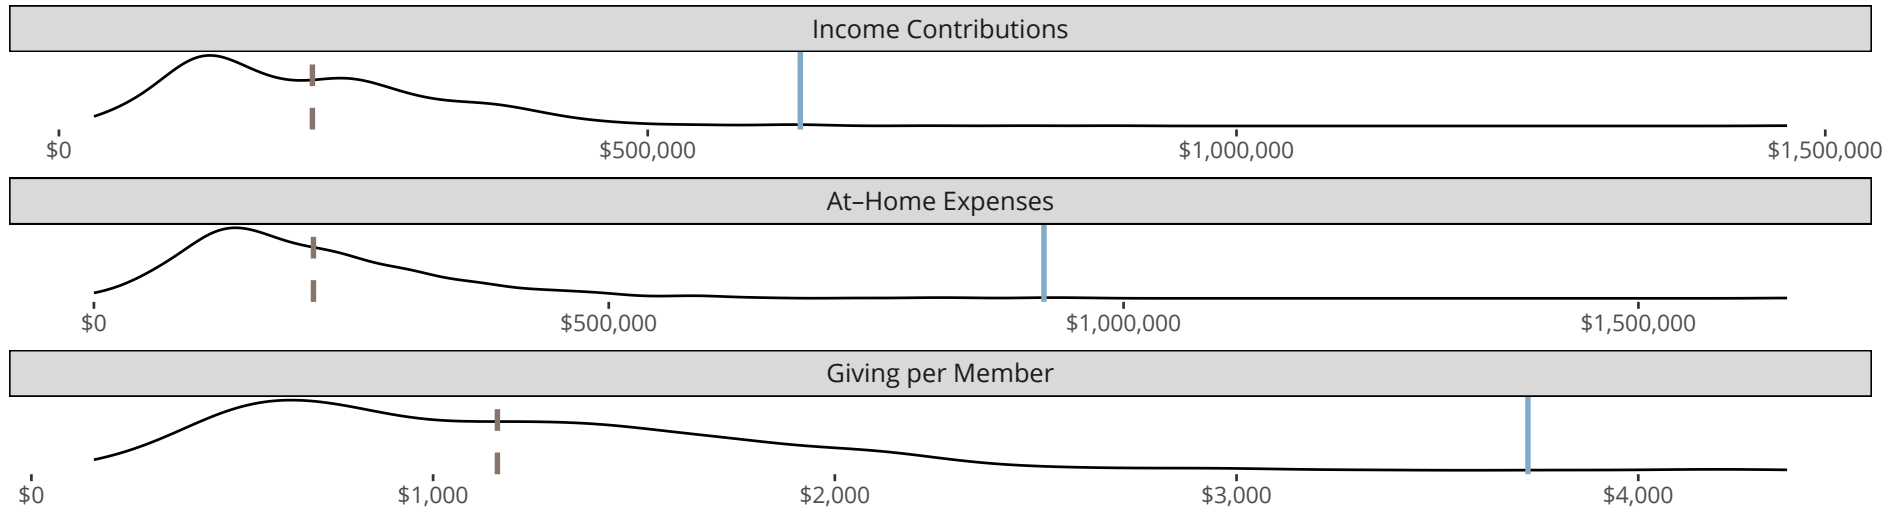 Income Contributions
$0 $500,000 $1,000,000 $1,500,000
At–Home Expenses
$0 $500,000 $1,000,000 $1,500,000
Giving per Member
$0 $1,000 $2,000 $3,000 $4,000